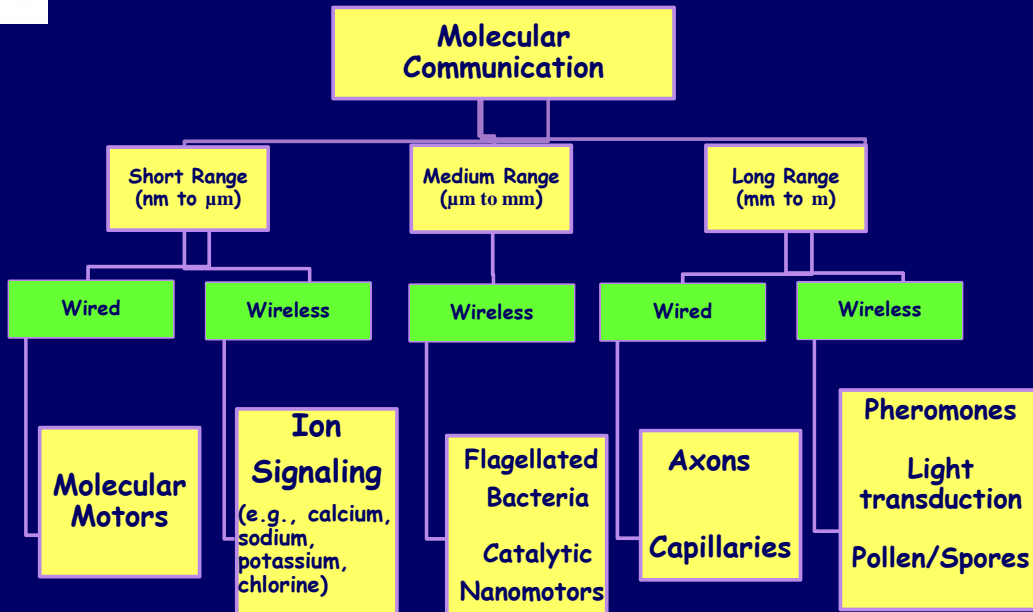 Molecular
Communication
Short Range
(nm to µm)
Medium Range
(µm to mm)
Long Range
(mm to m)
Wired
Wireless
Wireless
Wired
Wireless
Molecular
Motors
Ion
Signaling
(e.g., calcium,
sodium,
potassium,
chlorine)
Flagellated
Bacteria
Catalytic
Nanomotors
Axons
Capillaries
Pheromones
Light
transduction
Pollen/Spores